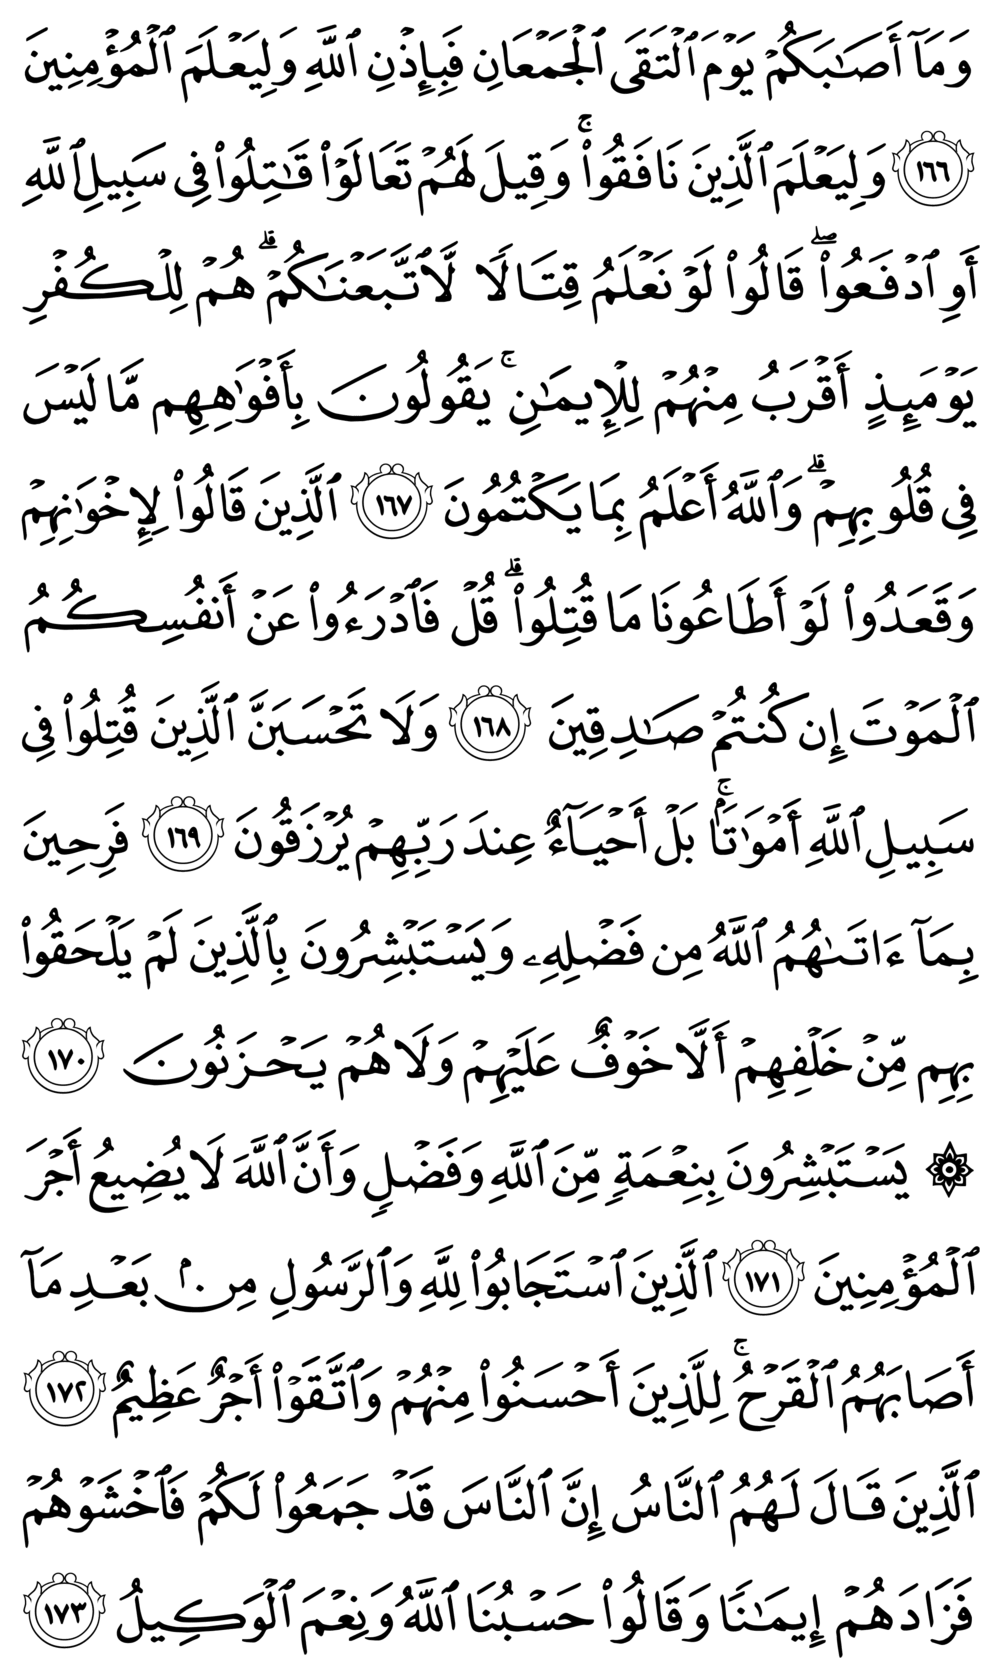 وَمَآ أَصَـٰبَكُمْ يَوْمَ ٱلْتَقَى ٱلْجَمْعَانِ فَبِإِذْنِ ٱللَّهِ وَلِيَعْلَمَ ٱلْمُؤْمِنِينَ
١٦٦ وَلِيَعْلَمَ ٱلَّذِينَ نَافَقُوا۟ ۚ وَقِيلَ لَهُمْ تَعَالَوْا۟ قَـٰتِلُوا۟ فِى سَبِيلِ ٱللَّهِ
أَوِ ٱدْفَعُوا۟ ۖ قَالُوا۟ لَوْ نَعْلَمُ قِتَالًا لَّٱتَّبَعْنَـٰكُمْ ۗ هُمْ لِلْكُفْرِ
يَوْمَئِذٍ أَقْرَبُ مِنْهُمْ لِلْإِيمَـٰنِ ۚ يَقُولُونَ بِأَفْوَٰهِهِم مَّا لَيْسَ
فِى قُلُوبِهِمْ ۗ وَٱللَّهُ أَعْلَمُ بِمَا يَكْتُمُونَ ١٦٧ ٱلَّذِينَ قَالُوا۟ لِإِخْوَٰنِهِمْ
وَقَعَدُوا۟ لَوْ أَطَاعُونَا مَا قُتِلُوا۟ ۗ قُلْ فَٱدْرَءُوا۟ عَنْ أَنفُسِكُمُ
ٱلْمَوْتَ إِن كُنتُمْ صَـٰدِقِينَ ١٦٨ وَلَا تَحْسَبَنَّ ٱلَّذِينَ قُتِلُوا۟ فِى
سَبِيلِ ٱللَّهِ أَمْوَٰتًۢا ۚ بَلْ أَحْيَآءٌ عِندَ رَبِّهِمْ يُرْزَقُونَ ١٦٩ فَرِحِينَ
بِمَآ ءَاتَىٰهُمُ ٱللَّهُ مِن فَضْلِهِۦ وَيَسْتَبْشِرُونَ بِٱلَّذِينَ لَمْ يَلْحَقُوا۟
بِهِم مِّنْ خَلْفِهِمْ أَلَّا خَوْفٌ عَلَيْهِمْ وَلَا هُمْ يَحْزَنُونَ ١٧٠
۞ يَسْتَبْشِرُونَ بِنِعْمَةٍ مِّنَ ٱللَّهِ وَفَضْلٍ وَأَنَّ ٱللَّهَ لَا يُضِيعُ أَجْرَ
ٱلْمُؤْمِنِينَ ١٧١ ٱلَّذِينَ ٱسْتَجَابُوا۟ لِلَّهِ وَٱلرَّسُولِ مِنۢ بَعْدِ مَآ
أَصَابَهُمُ ٱلْقَرْحُ ۚ لِلَّذِينَ أَحْسَنُوا۟ مِنْهُمْ وَٱتَّقَوْا۟ أَجْرٌ عَظِيمٌ ١٧٢
ٱلَّذِينَ قَالَ لَهُمُ ٱلنَّاسُ إِنَّ ٱلنَّاسَ قَدْ جَمَعُوا۟ لَكُمْ فَٱخْشَوْهُمْ
فَزَادَهُمْ إِيمَـٰنًا وَقَالُوا۟ حَسْبُنَا ٱللَّهُ وَنِعْمَ ٱلْوَكِيلُ ١٧٣